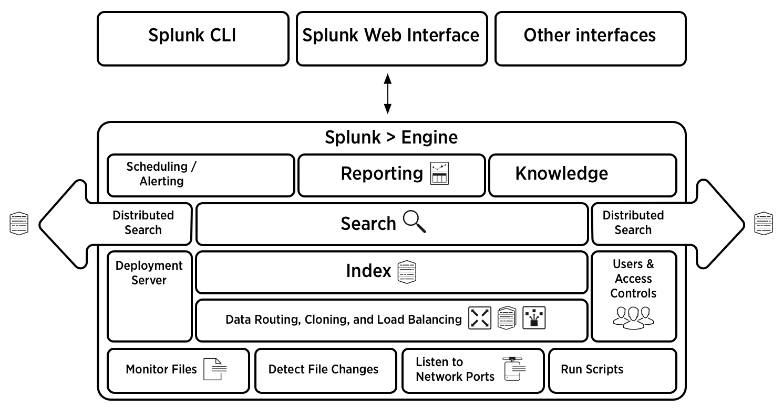 Splunk CLI
Splunk Web Interface
Other interfaces
Splunk > Engine
Scheduling /
Alerting
Reporting
Knowledge
Distributed
Search
Search
Distributed
Search
Deployment
Server
Index
Users &
Access
Controls
Data Routing, Cloning, and Load Balancing
Monitor Files
Detect File Changes
Listen to
Network Ports
Run Scripts